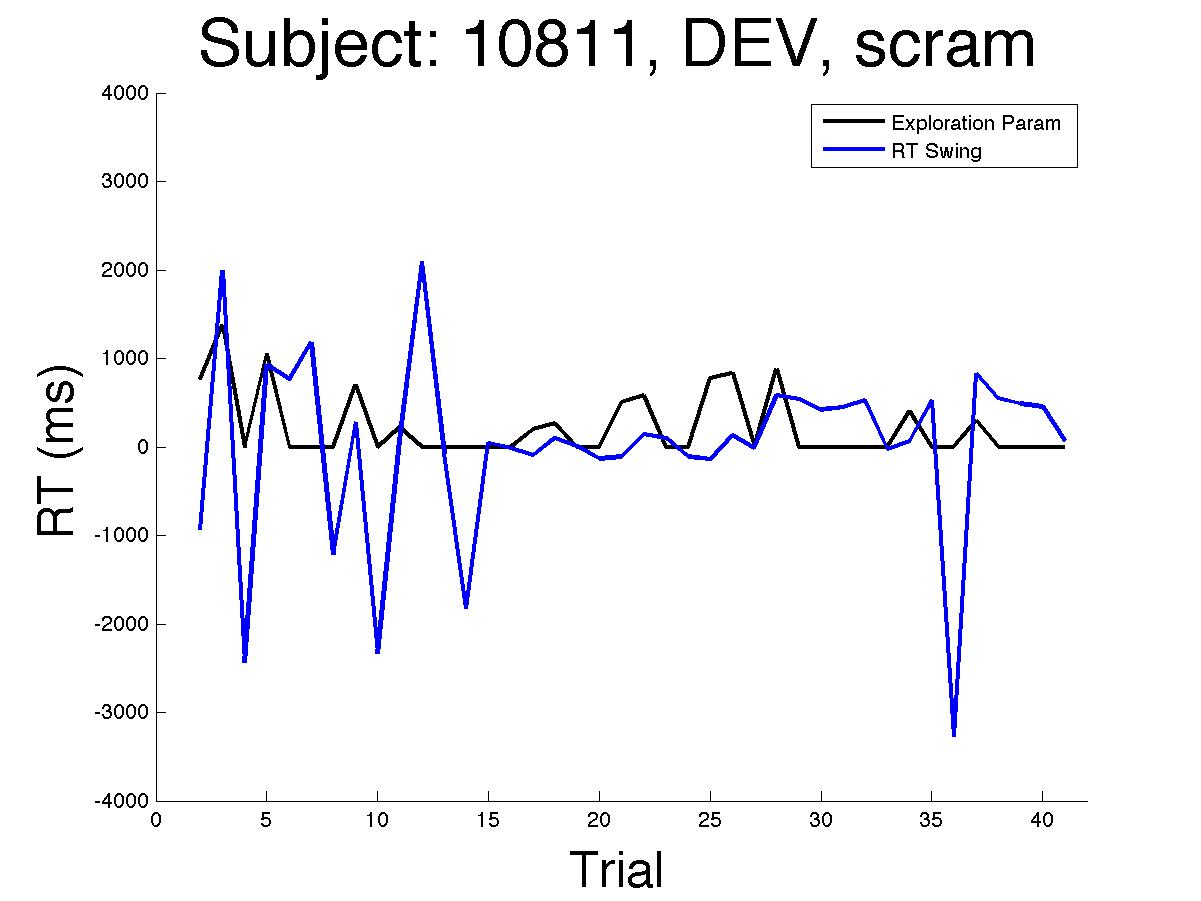 Subject: 10811, DEV, scram
Exploration Param
RT Swing
4000
3000
2000
1000
0
-1000
-2000
-3000
-4000
RT (ms)
0 5 10 15 20 25 30 35 40
Trial